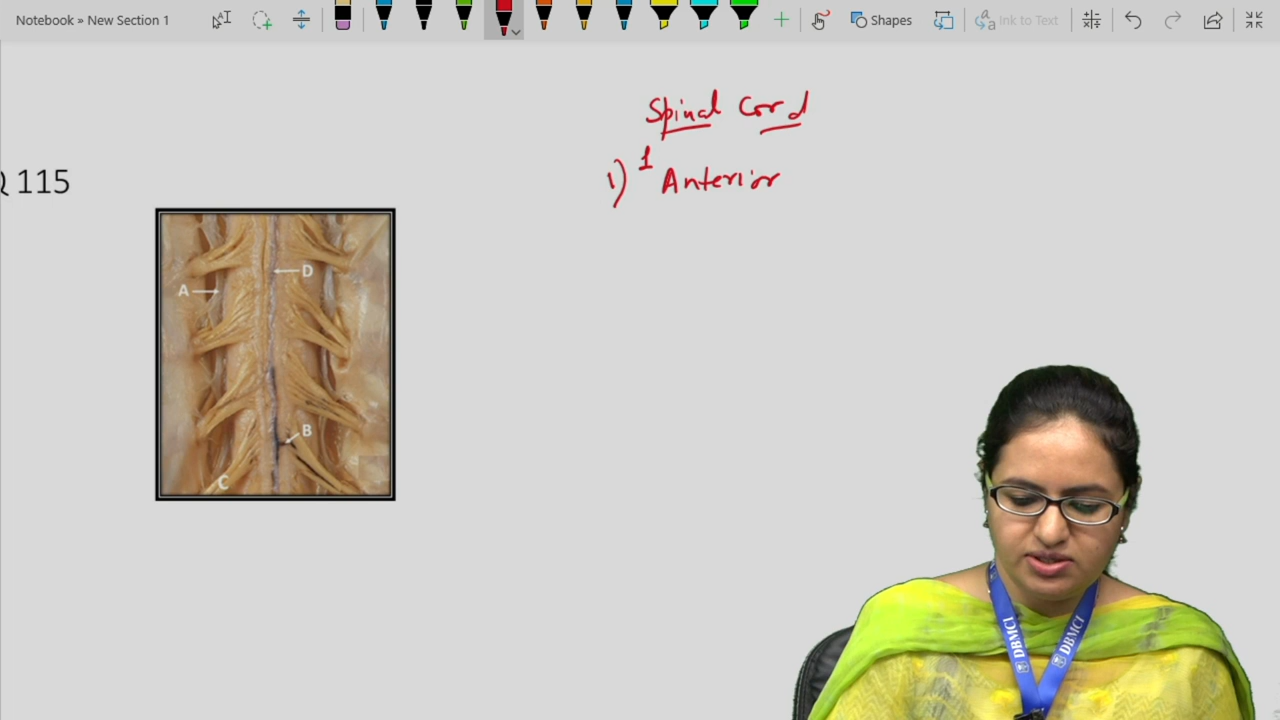 Notebook » New Section 1
Shapes
Ink to Text
Spinal Cord
1) 1 Anterior
Q 115
D
A
B
C
DBMCI
DBMCI